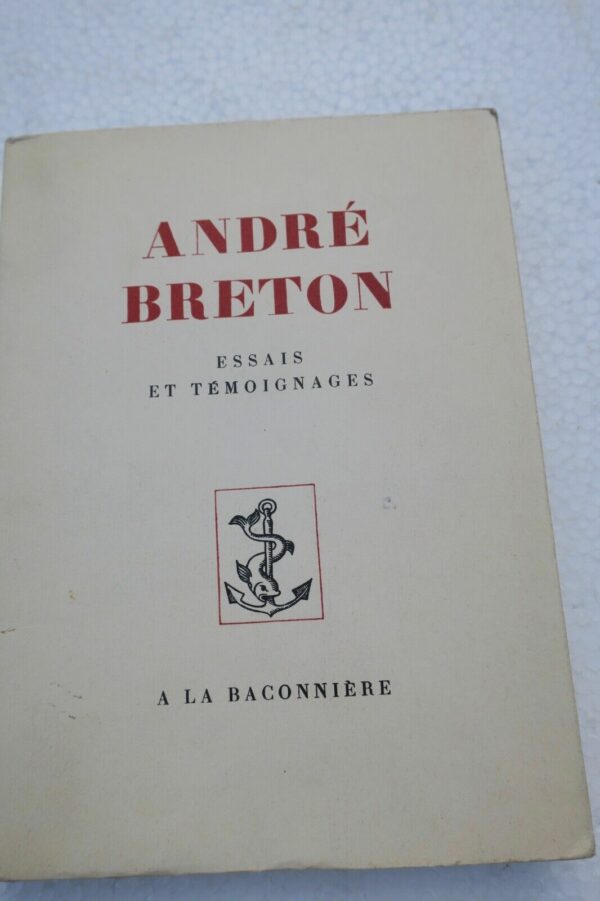 ANDRÉ
BRETON
ESSAIS
ET TÉMOIGNAGES
A LA BACONNIÈRE